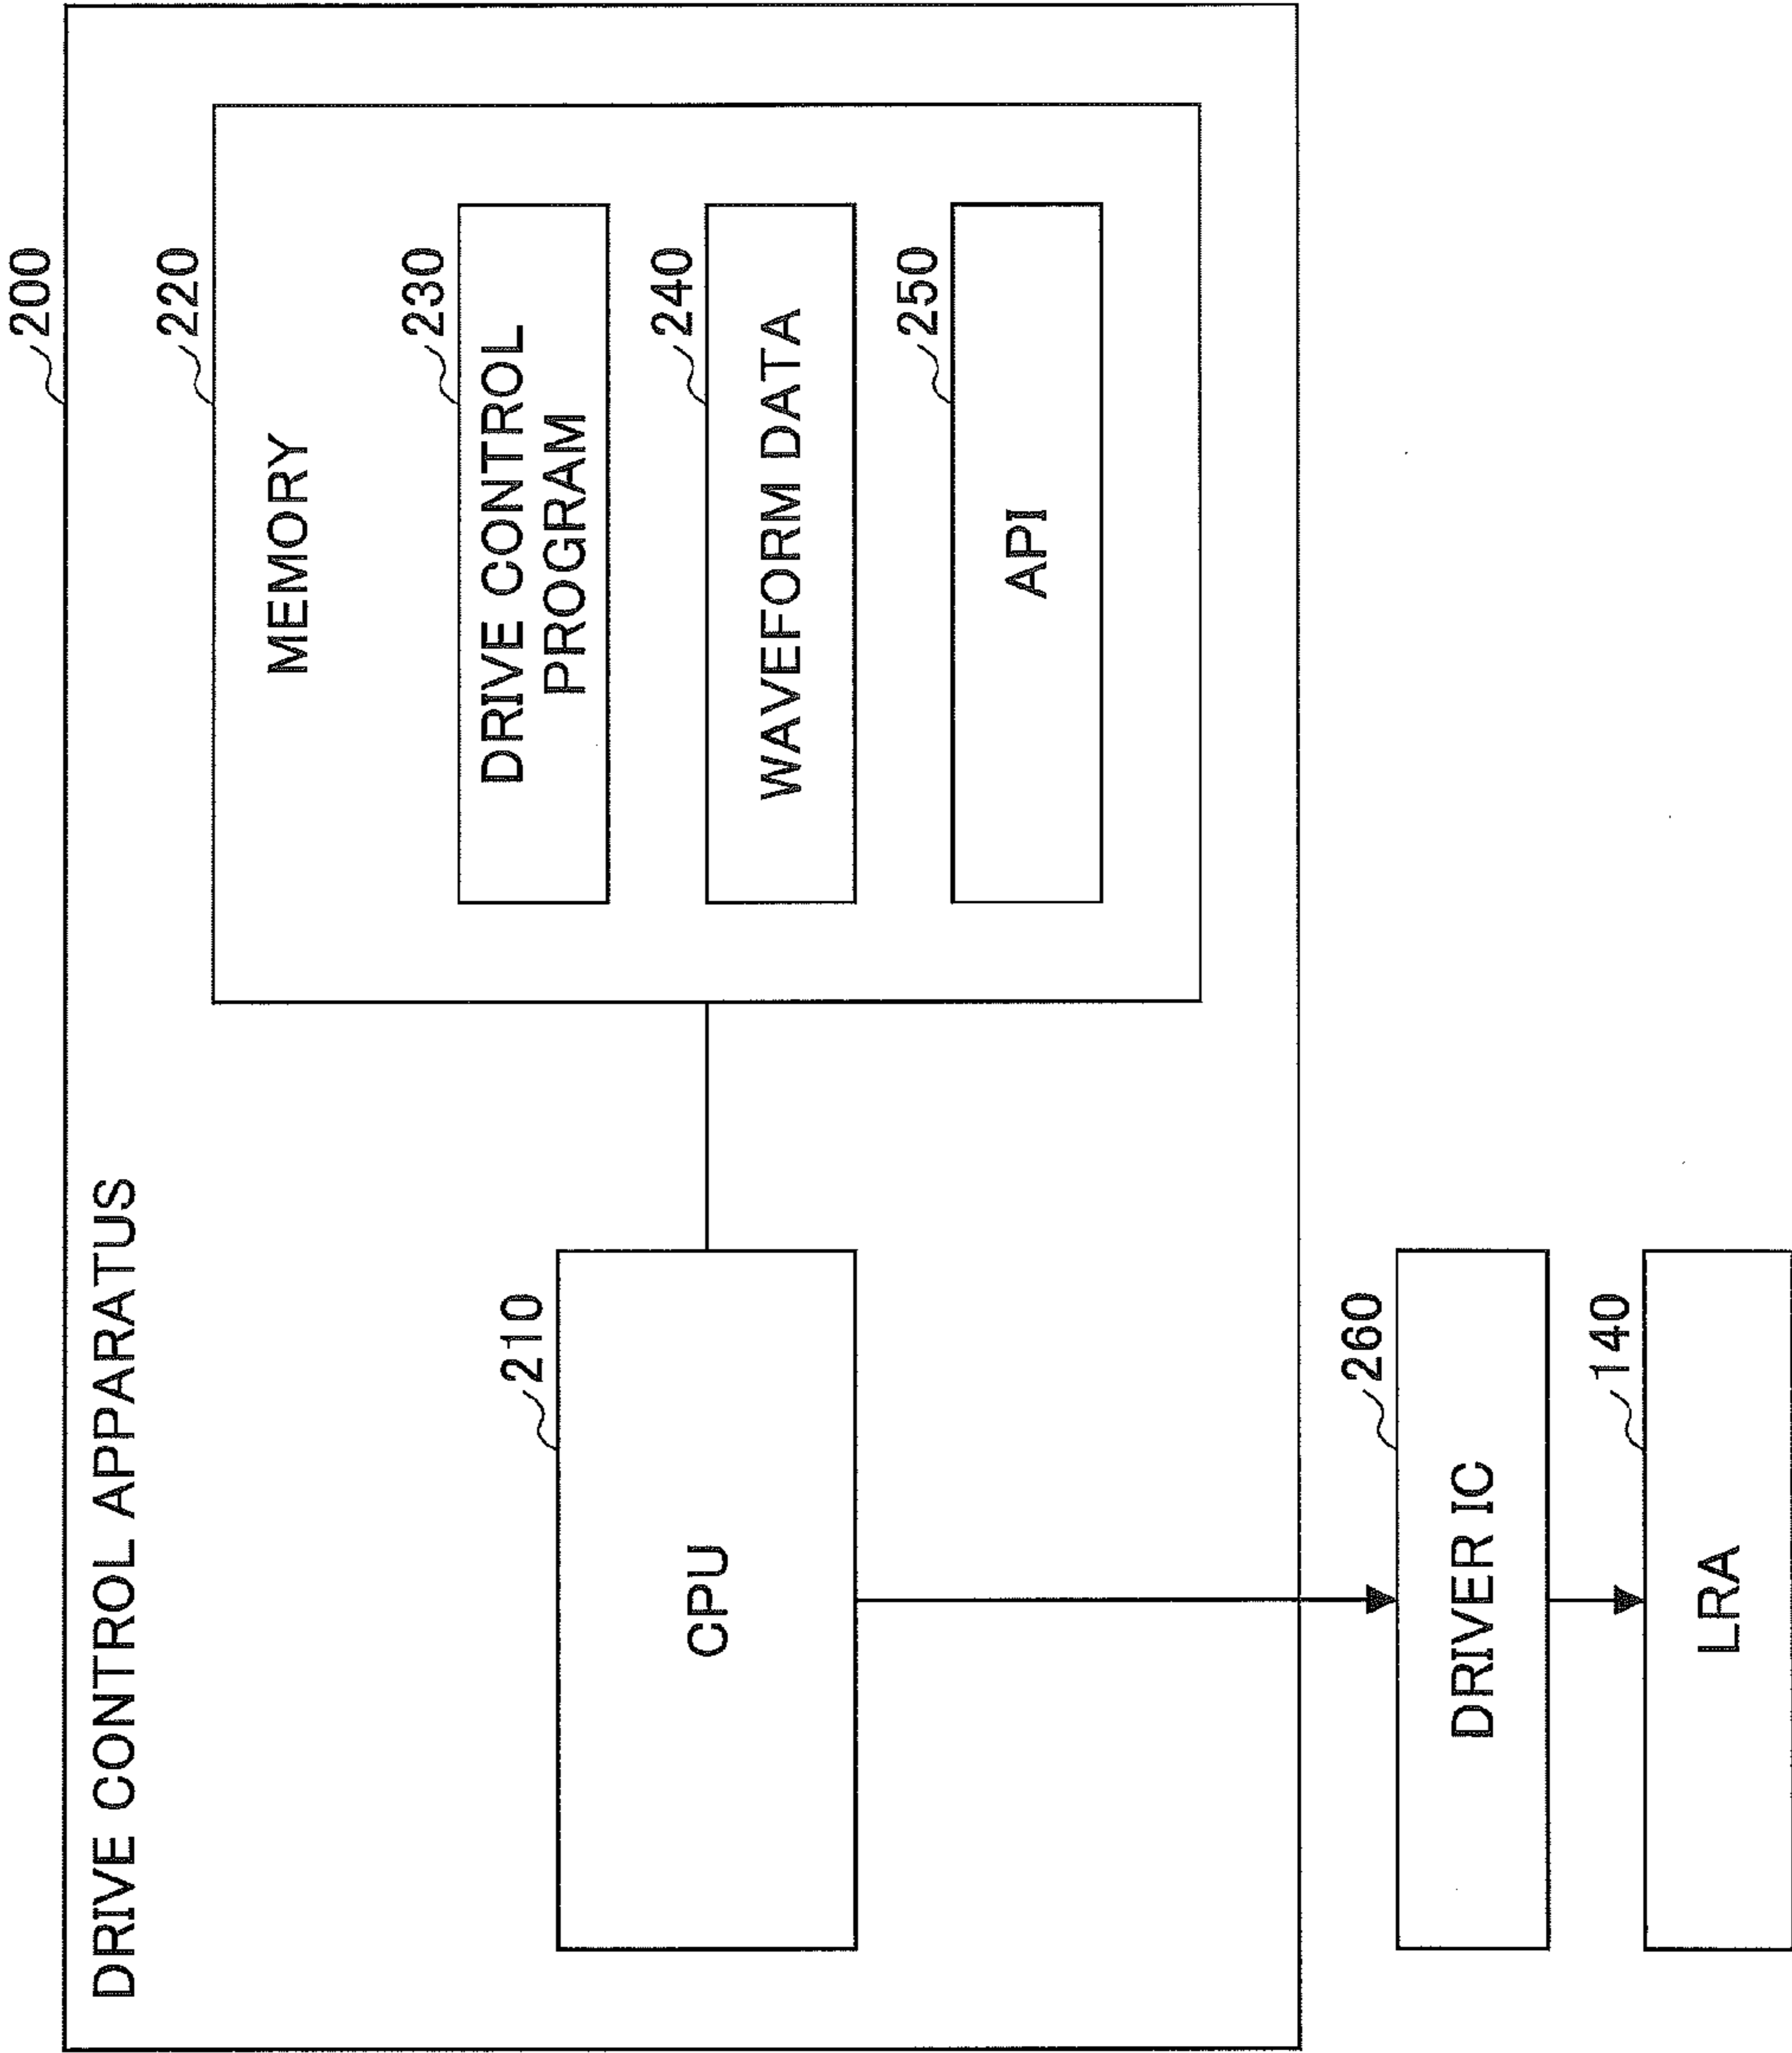 200
DRIVE CONTROL APPARATUS
220
MEMORY
210
CPU
230
DRIVE CONTROL
PROGRAM
240
WAVEFORM DATA
250
API
260
DRIVER IC
140
LRA